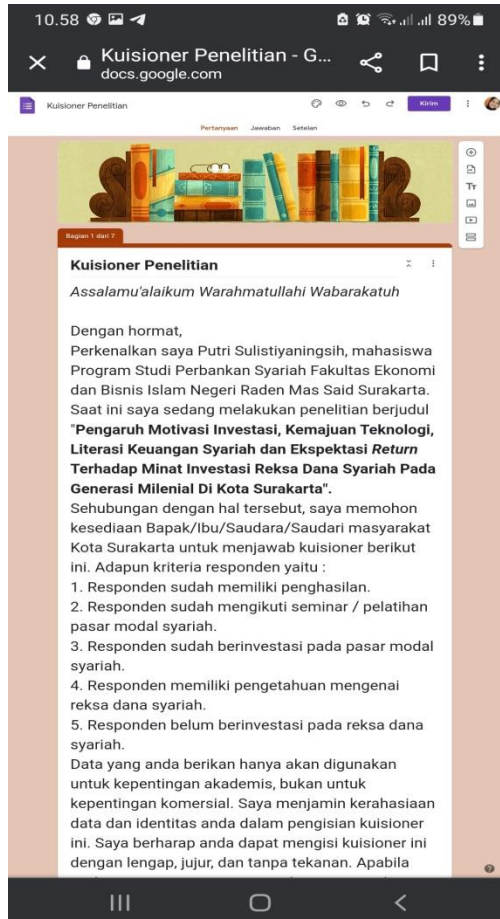 10.58
89%
Kuisioner Penelitian - G...
docs.google.com
Kuisioner Penelitian
Kirim
Pertanyaan Jawaban Setelan
Bagian 1 dari 7
Tт
Kuisioner Penelitian
Assalamu'alaikum Warahmatullahi Wabarakatuh
Dengan hormat,
Perkenalkan saya Putri Sulistiyaningsih, mahasiswa
Program Studi Perbankan Syariah Fakultas Ekonomi
dan Bisnis Islam Negeri Raden Mas Said Surakarta.
Saat ini saya sedang melakukan penelitian berjudul
"Pengaruh Motivasi Investasi, Kemajuan Teknologi,
Literasi Keuangan Syariah dan Ekspektasi Return
Terhadap Minat Investasi Reksa Dana Syariah Pada
Generasi Milenial Di Kota Surakarta".
Sehubungan dengan hal tersebut, saya memohon
kesediaan Bapak/Ibu/Saudara/Saudari masyarakat
Kota Surakarta untuk menjawab kuisioner berikut
ini. Adapun kriteria responden yaitu :
1. Responden sudah memiliki penghasilan.
2. Responden sudah mengikuti seminar / pelatihan
pasar modal syariah.
3. Responden sudah berinvestasi pada pasar modal
syariah.
4. Responden memiliki pengetahuan mengenai
reksa dana syariah.
5. Responden belum berinvestasi pada reksa dana
syariah.
Data yang anda berikan hanya akan digunakan
untuk kepentingan akademis, bukan untuk
kepentingan komersial. Saya menjamin kerahasiaan
data dan identitas anda dalam pengisian kuisioner
ini. Saya berharap anda dapat mengisi kuisioner ini
dengan lengap, jujur, dan tanpa tekanan. Apabila